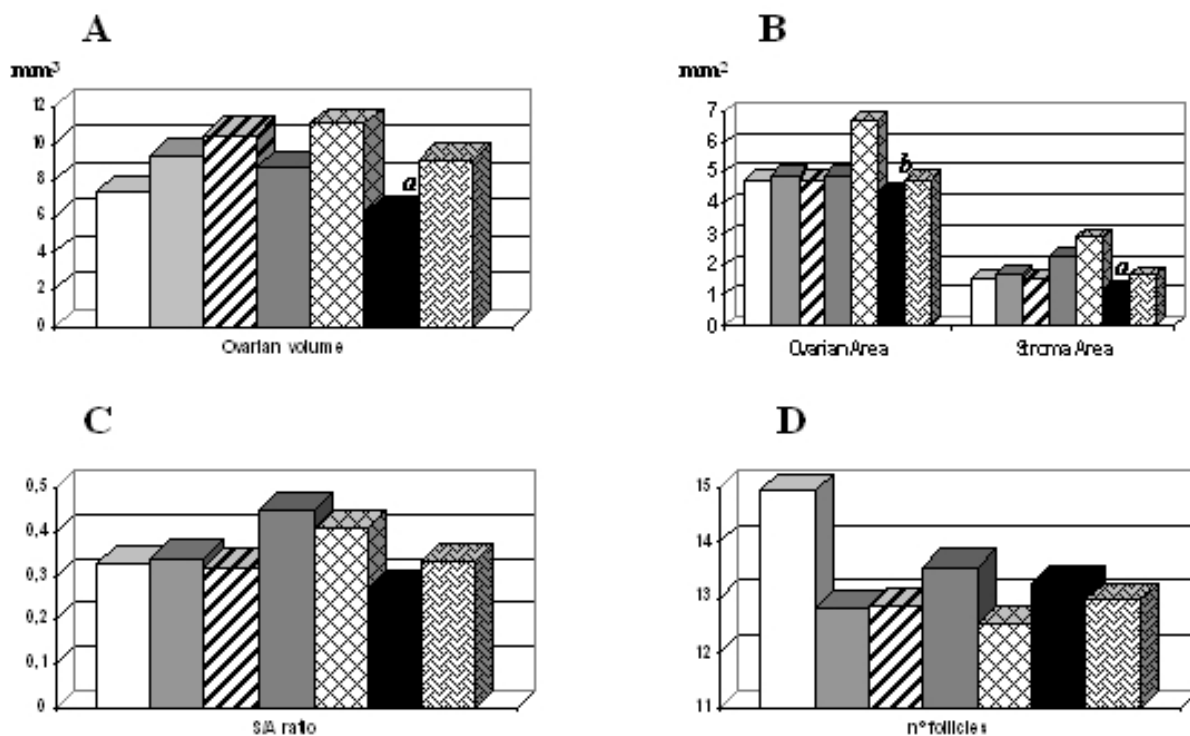 A
mm³
12
10
8
6
4
2
0
a
Ovarian volume
B
mm²
7
6
5
4
3
2
1
0
b
a
Ovarian Area
Stroma Area
C
0,5
0,4
0,3
0,2
0,1
0
S/A ratio
D
15
14
13
12
11
nº follicles